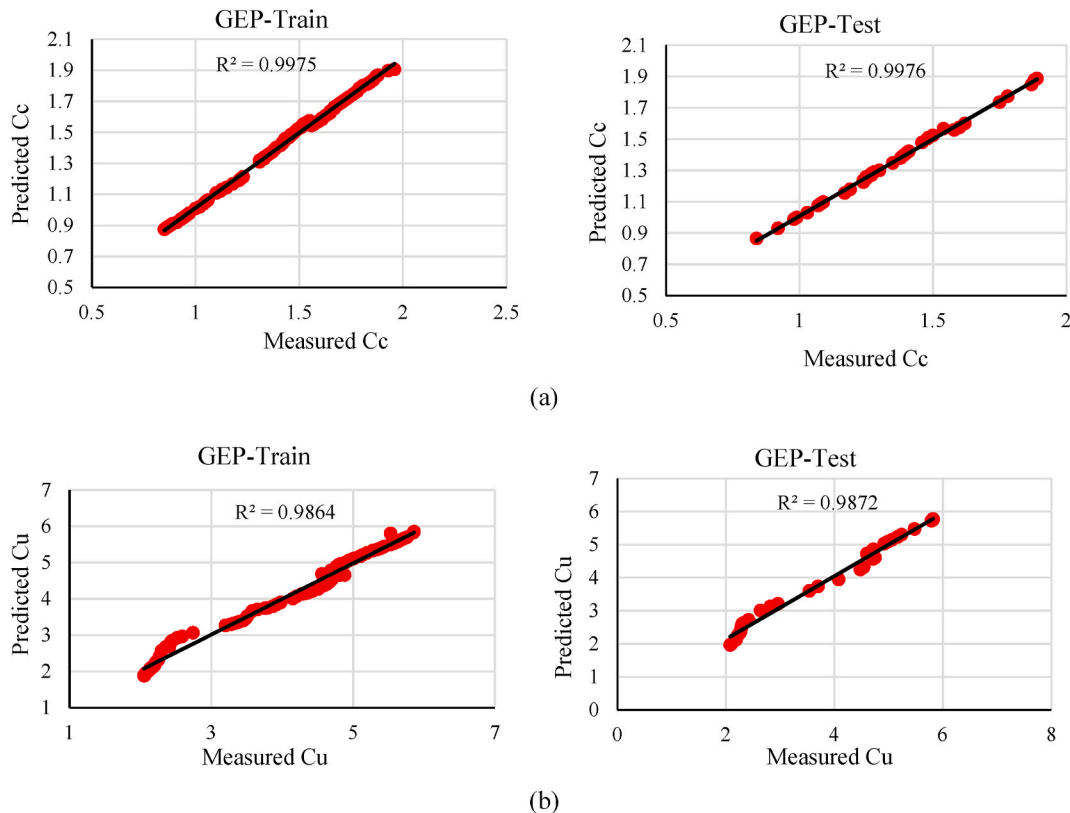 GEP-Train
R² = 0.9975
Predicted Cc
2.1
1.9
1.7
1.5
1.3
1.1
0.9
0.7
0.5
0.5 1 1.5 2 2.5
Measured Cc
GEP-Test
R² = 0.9976
Predicted Cc
2.1
1.9
1.7
1.5
1.3
1.1
0.9
0.7
0.5
0.5 1 1.5 2
Measured Cc
(a)
GEP-Train
R² = 0.9864
Predicted Cu
7
6
5
4
3
2
1
1 3 5 7
Measured Cu
GEP-Test
R² = 0.9872
Predicted Cu
7
6
5
4
3
2
1
0
0 2 4 6 8
Measured Cu
(b)